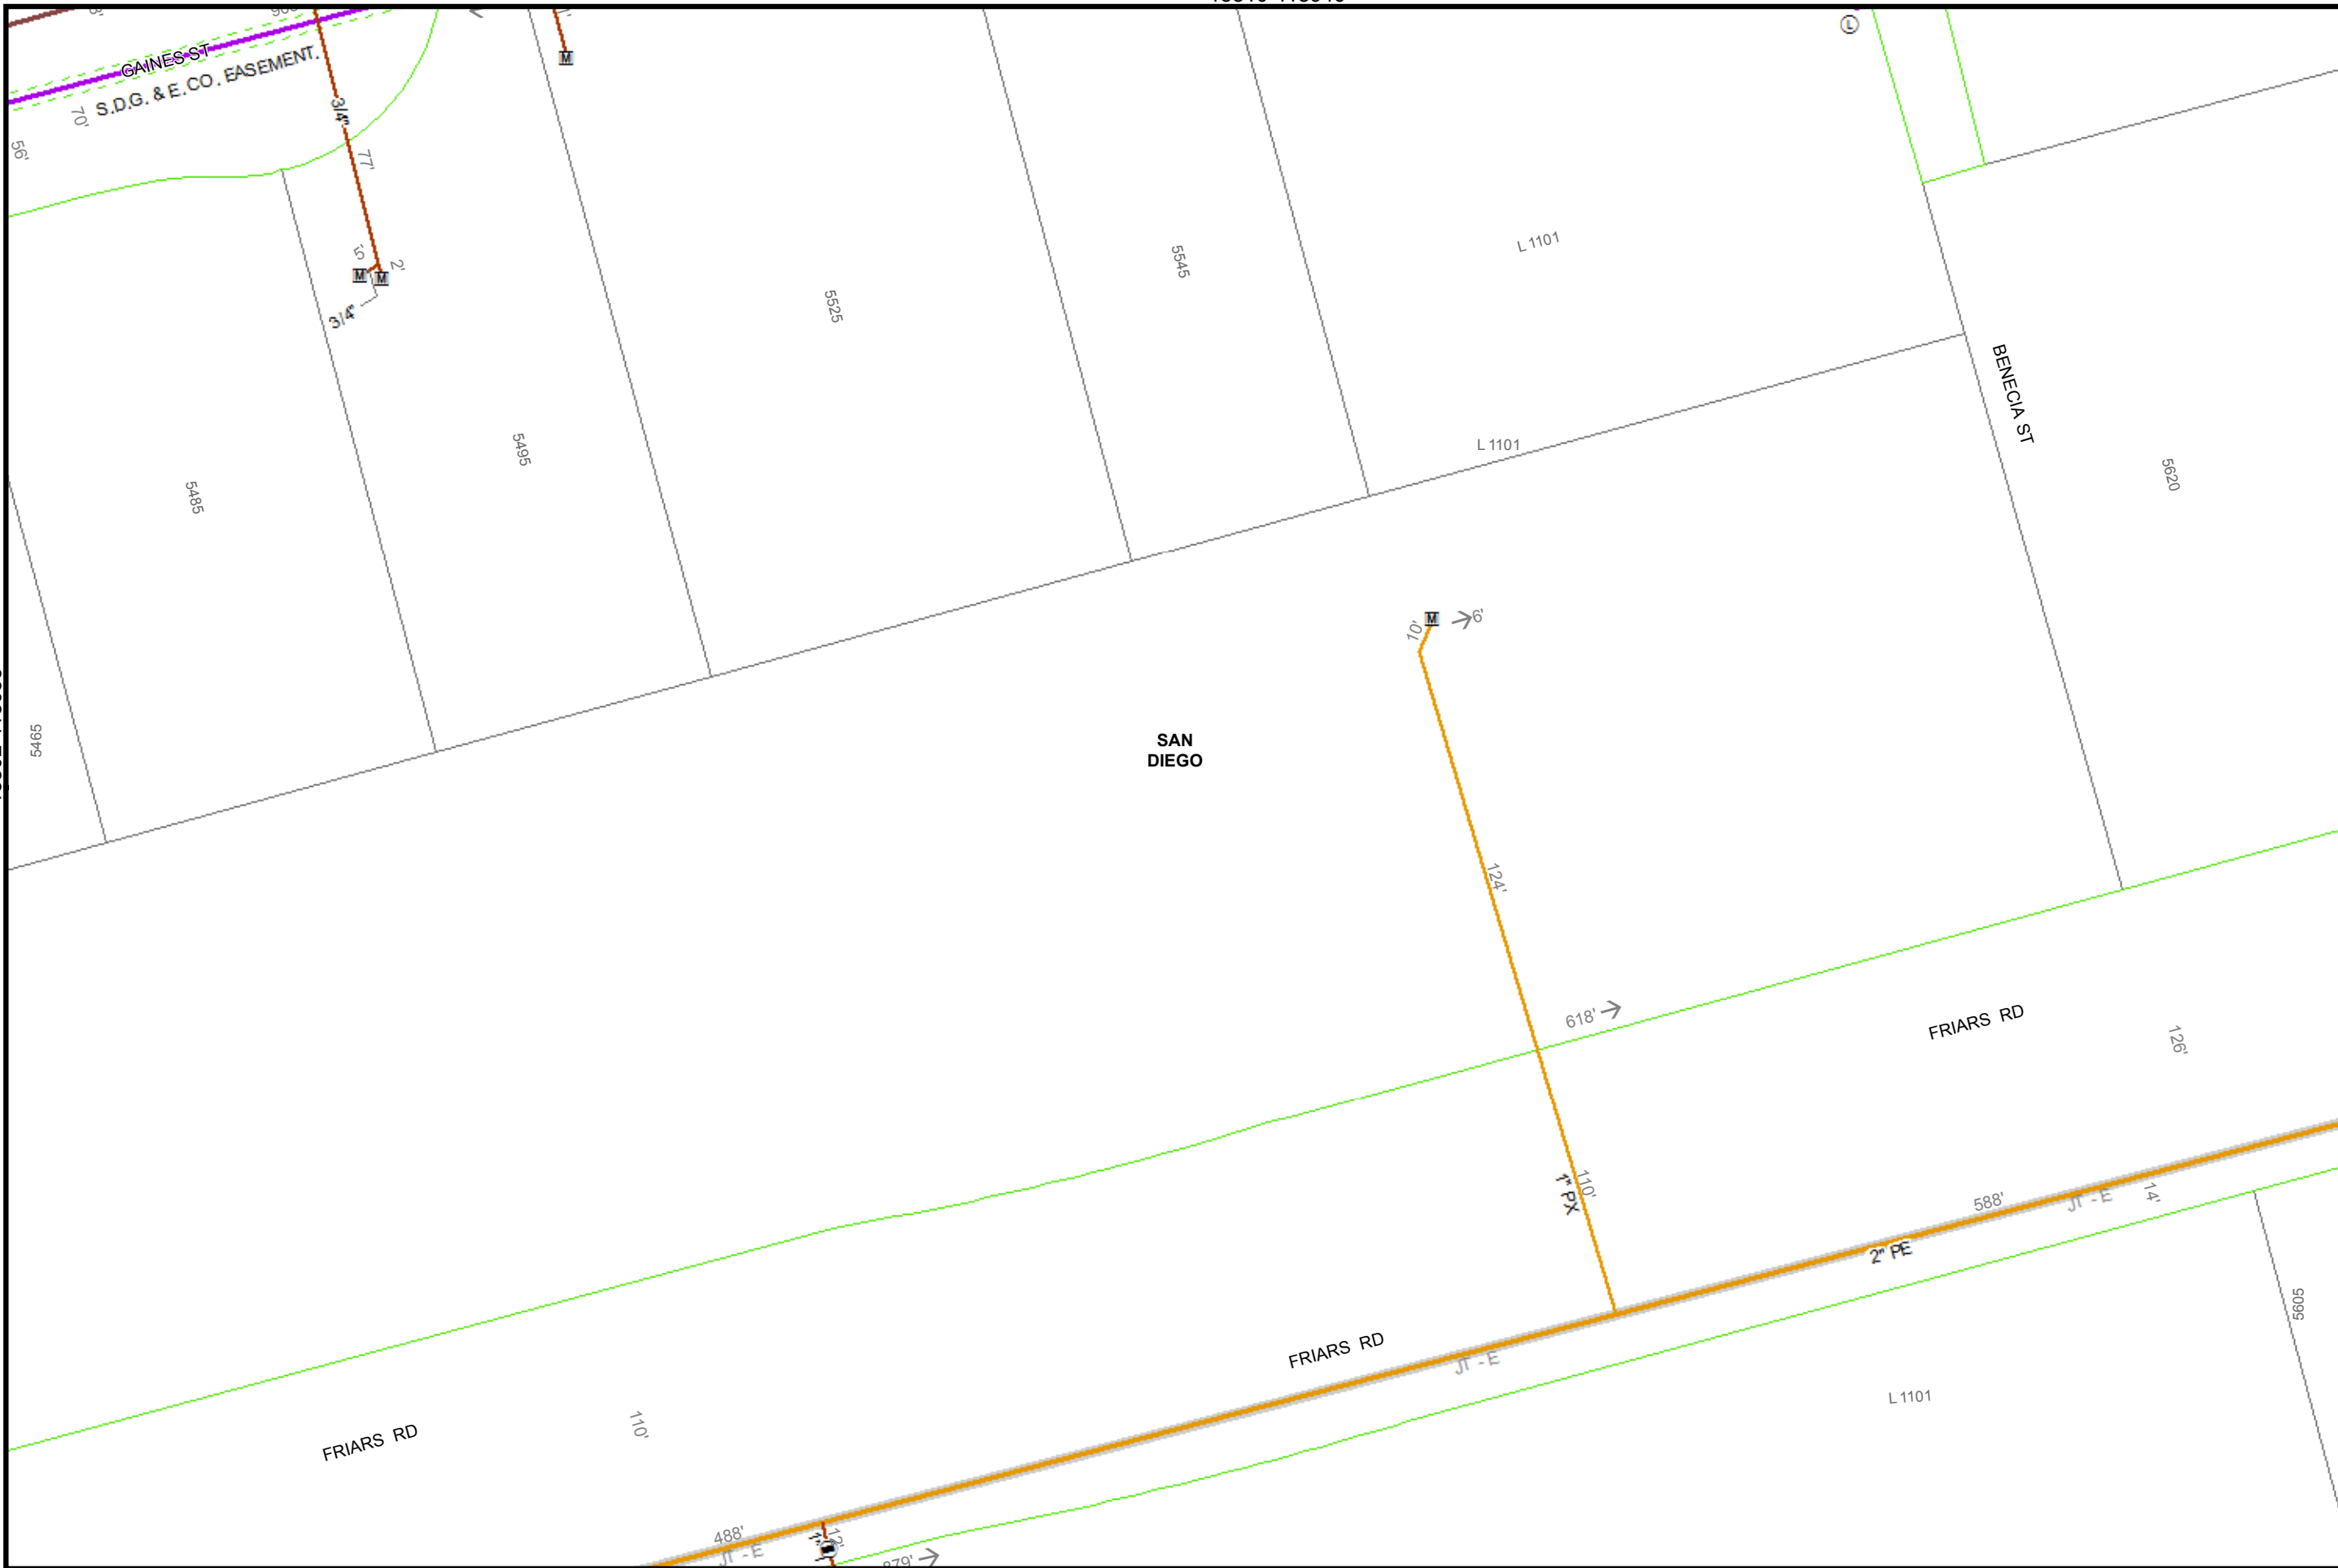 GAINES ST
S.D.G. & E.CO. EASEMENT.
70'
56'
3/4"
77'
M
5'
2'
M
M
3/4"
L
5545
L 1101
5525
BENECIA ST
5495
L 1101
5620
5485
M
6'
10'
5465
SAN
DIEGO
124'
618'
FRIARS RD
126'
1" PX
110'
588'
JT - E
14'
2" PE
5605
FRIARS RD
JT - E
L 1101
FRIARS RD
110'
488'
JT - E
12'